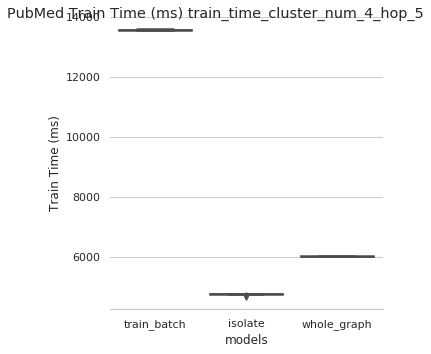 PubMed Train Time (ms) train_time_cluster_num_4_hop_5
14000
12000
10000
8000
6000
Train Time (ms)
train_batch isolate whole_graph
models